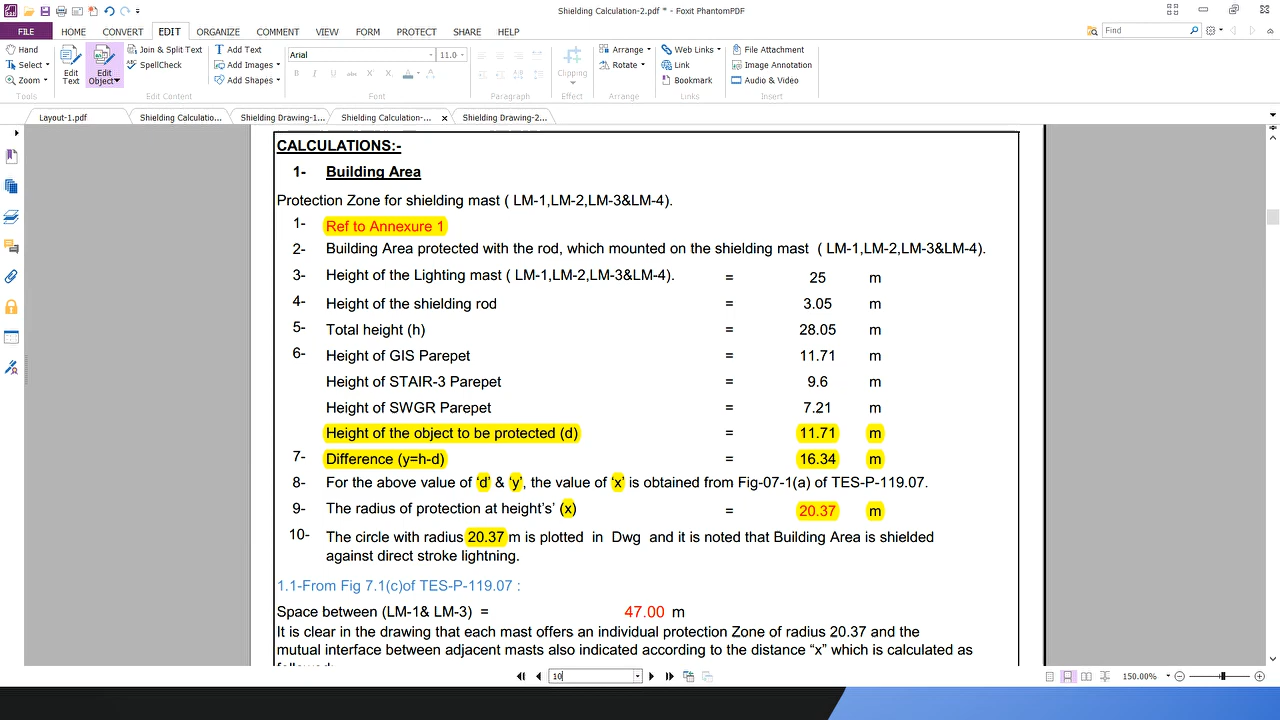 Shielding Calculation-2.pdf * - Foxit PhantomPDF
FILE HOME CONVERT EDIT ORGANIZE COMMENT VIEW FORM PROTECT SHARE HELP
Find
Hand
Select
Zoom
Tools
Edit Text
Edit Object
Join & Split Text
SpellCheck
Edit Content
Add Text
Add Images
Add Shapes
Arial 11.0
B I U abc X X A A
Font
Paragraph
Clipping
Effect
Arrange
Rotate
Arrange
Web Links
Link
Bookmark
Links
File Attachment
Image Annotation
Audio & Video
Insert
Layout-1.pdf Shielding Calculatio... Shielding Drawing-1... Shielding Calculation-... × Shielding Drawing-2...
CALCULATIONS:-
1- Building Area
Protection Zone for shielding mast ( LM-1,LM-2,LM-3&LM-4).
1- Ref to Annexure 1
2- Building Area protected with the rod, which mounted on the shielding mast ( LM-1,LM-2,LM-3&LM-4).
3- Height of the Lighting mast ( LM-1,LM-2,LM-3&LM-4). = 25 m
4- Height of the shielding rod = 3.05 m
5- Total height (h) = 28.05 m
6- Height of GIS Parepet = 11.71 m
Height of STAIR-3 Parepet = 9.6 m
Height of SWGR Parepet = 7.21 m
Height of the object to be protected (d) = 11.71 m
7- Difference (y=h-d) = 16.34 m
8- For the above value of ‘d’ & ‘y’, the value of ‘x’ is obtained from Fig-07-1(a) of TES-P-119.07.
9- The radius of protection at height’s’ (x) = 20.37 m
10- The circle with radius 20.37 m is plotted in Dwg and it is noted that Building Area is shielded
against direct stroke lightning.
1.1-From Fig 7.1(c)of TES-P-119.07 :
Space between (LM-1& LM-3) = 47.00 m
It is clear in the drawing that each mast offers an individual protection Zone of radius 20.37 and the
mutual interface between adjacent masts also indicated according to the distance “x” which is calculated as
10
150.00%